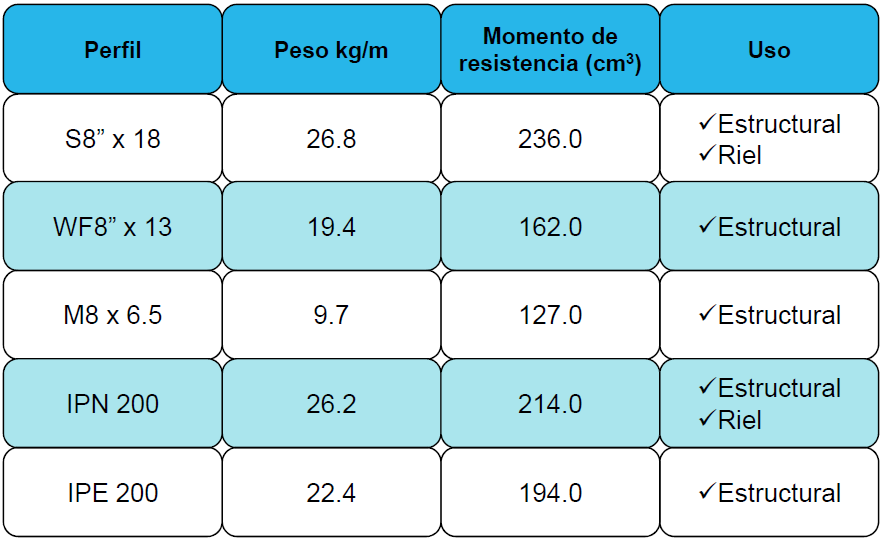 Perfil Peso kg/m Momento de resistencia (cm³) Uso
S8” x 18 26.8 236.0 ✓Estructural
✓Riel
WF8” x 13 19.4 162.0 ✓Estructural
M8 x 6.5 9.7 127.0 ✓Estructural
IPN 200 26.2 214.0 ✓Estructural
✓Riel
IPE 200 22.4 194.0 ✓Estructural